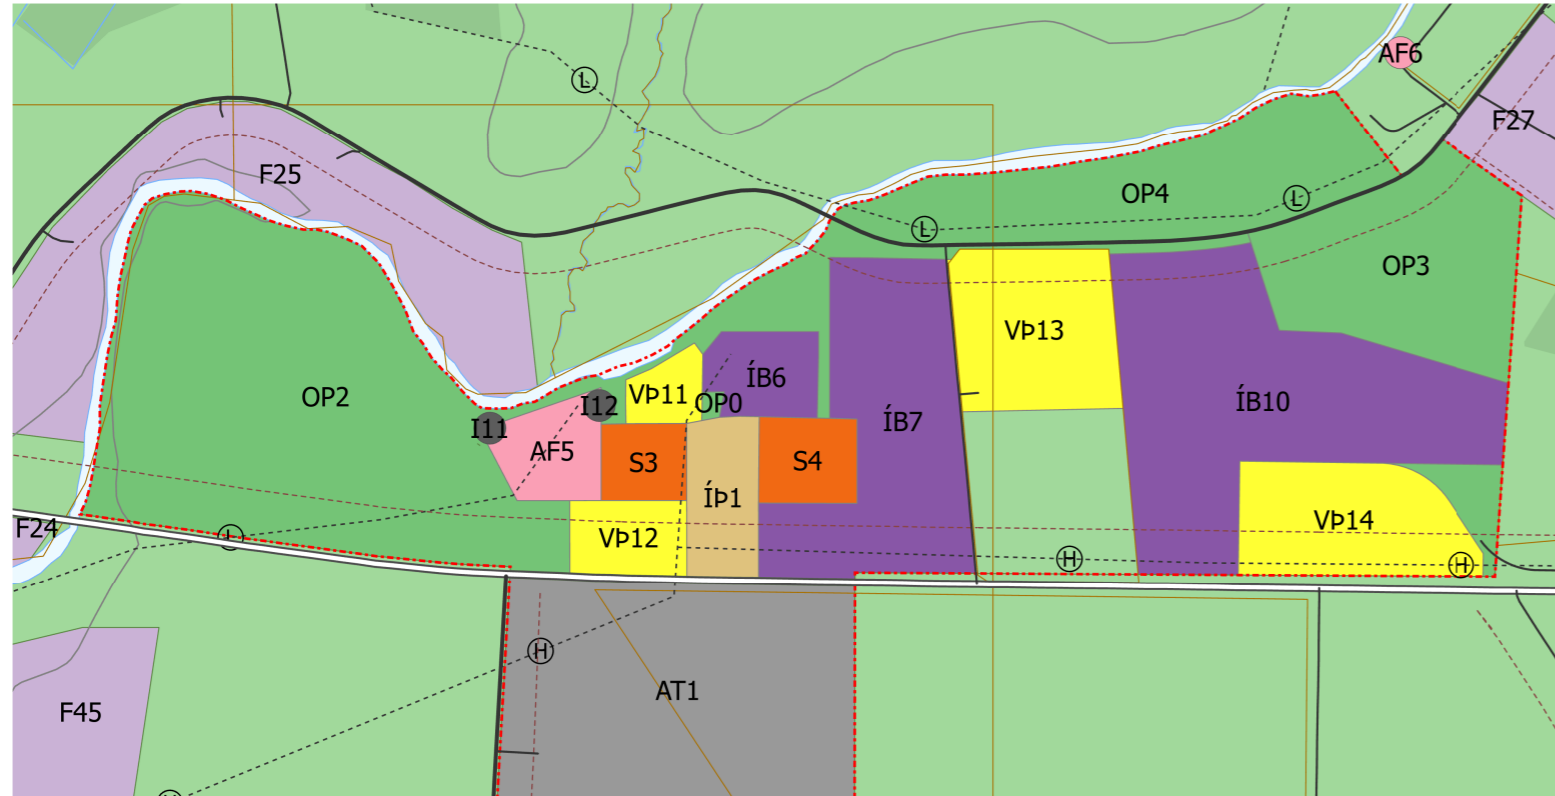 Ⓛ
AF6
F27
F25
OP4
Ⓛ
Ⓛ
OP3
VÞ13
OP2
VÞ11
ÍB6
OP0
I12
I11
ÍB7
ÍB10
AF5
S3
S4
ÍÞ1
F24
Ⓛ
VÞ12
VÞ14
Ⓗ
Ⓗ
Ⓗ
AT1
F45